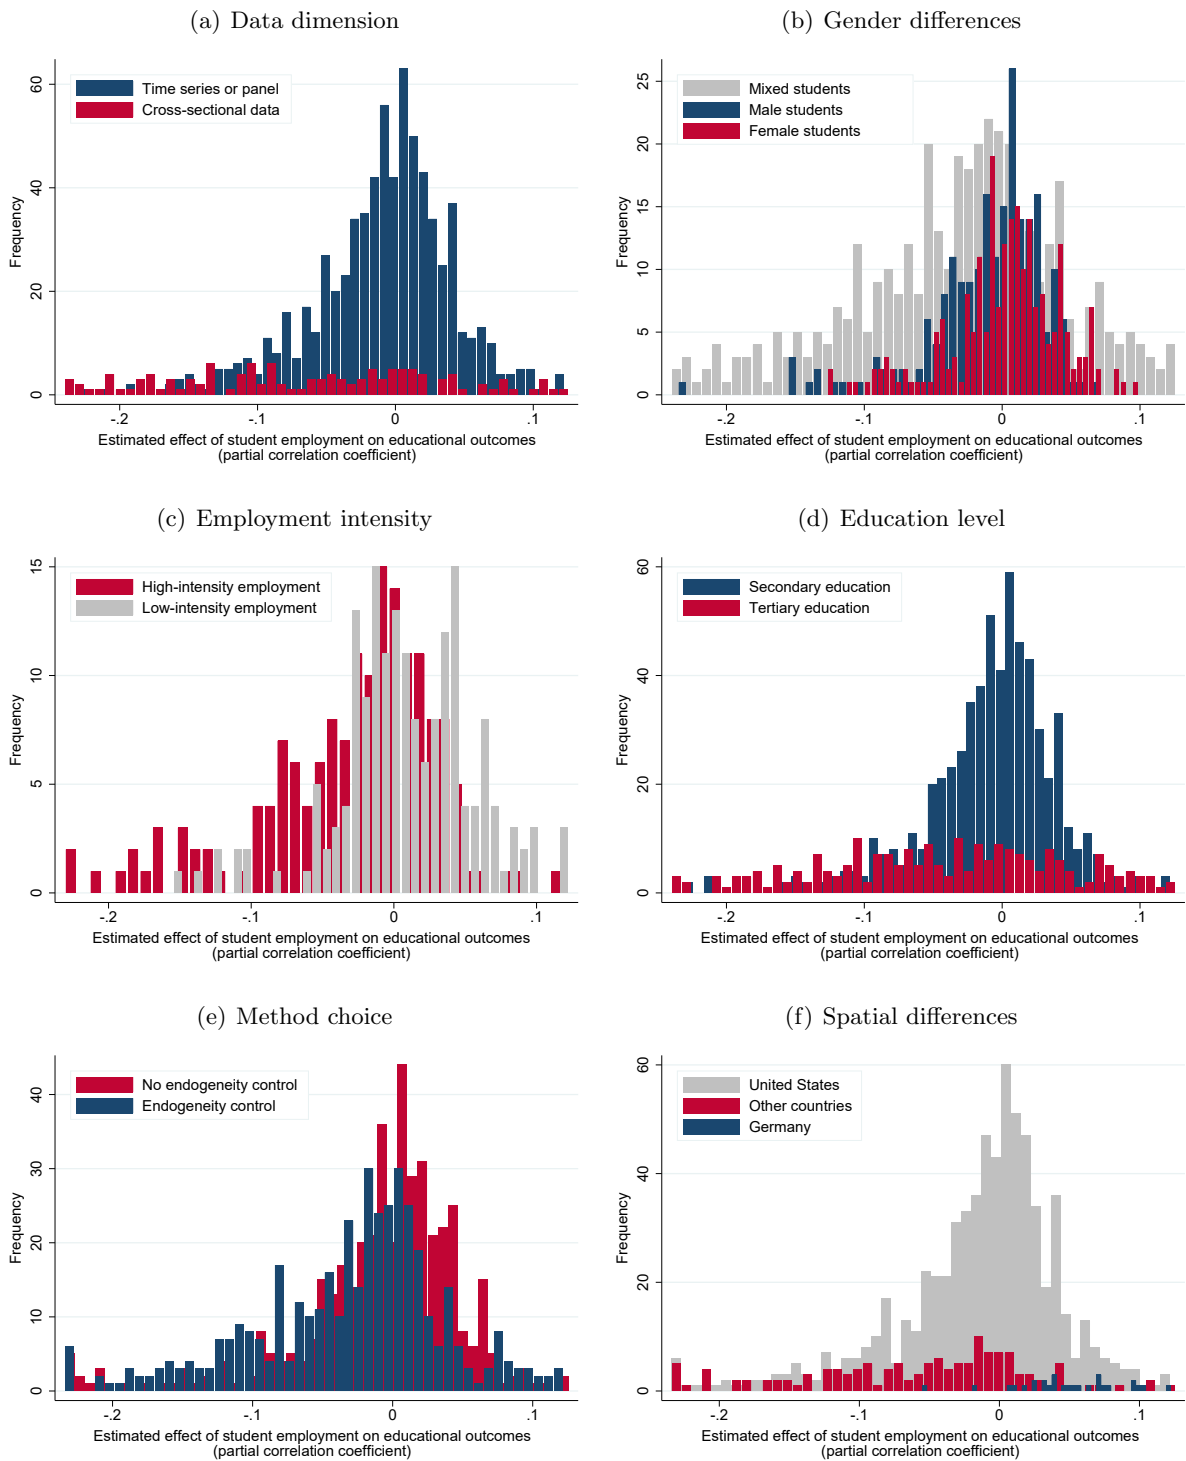 (a) Data dimension
60
40
20
0
Frequency
Time series or panel
Cross-sectional data
-.2 -.1 0 .1
Estimated effect of student employment on educational outcomes
(partial correlation coefficient)
(b) Gender differences
25
20
15
10
5
0
Frequency
Mixed students
Male students
Female students
-.2 -.1 0 .1
Estimated effect of student employment on educational outcomes
(partial correlation coefficient)
(c) Employment intensity
15
10
5
0
Frequency
High-intensity employment
Low-intensity employment
-.2 -.1 0 .1
Estimated effect of student employment on educational outcomes
(partial correlation coefficient)
(d) Education level
60
40
20
0
Frequency
Secondary education
Tertiary education
-.2 -.1 0 .1
Estimated effect of student employment on educational outcomes
(partial correlation coefficient)
(e) Method choice
40
30
20
10
0
Frequency
No endogeneity control
Endogeneity control
-.2 -.1 0 .1
Estimated effect of student employment on educational outcomes
(partial correlation coefficient)
(f) Spatial differences
60
40
20
0
Frequency
United States
Other countries
Germany
-.2 -.1 0 .1
Estimated effect of student employment on educational outcomes
(partial correlation coefficient)